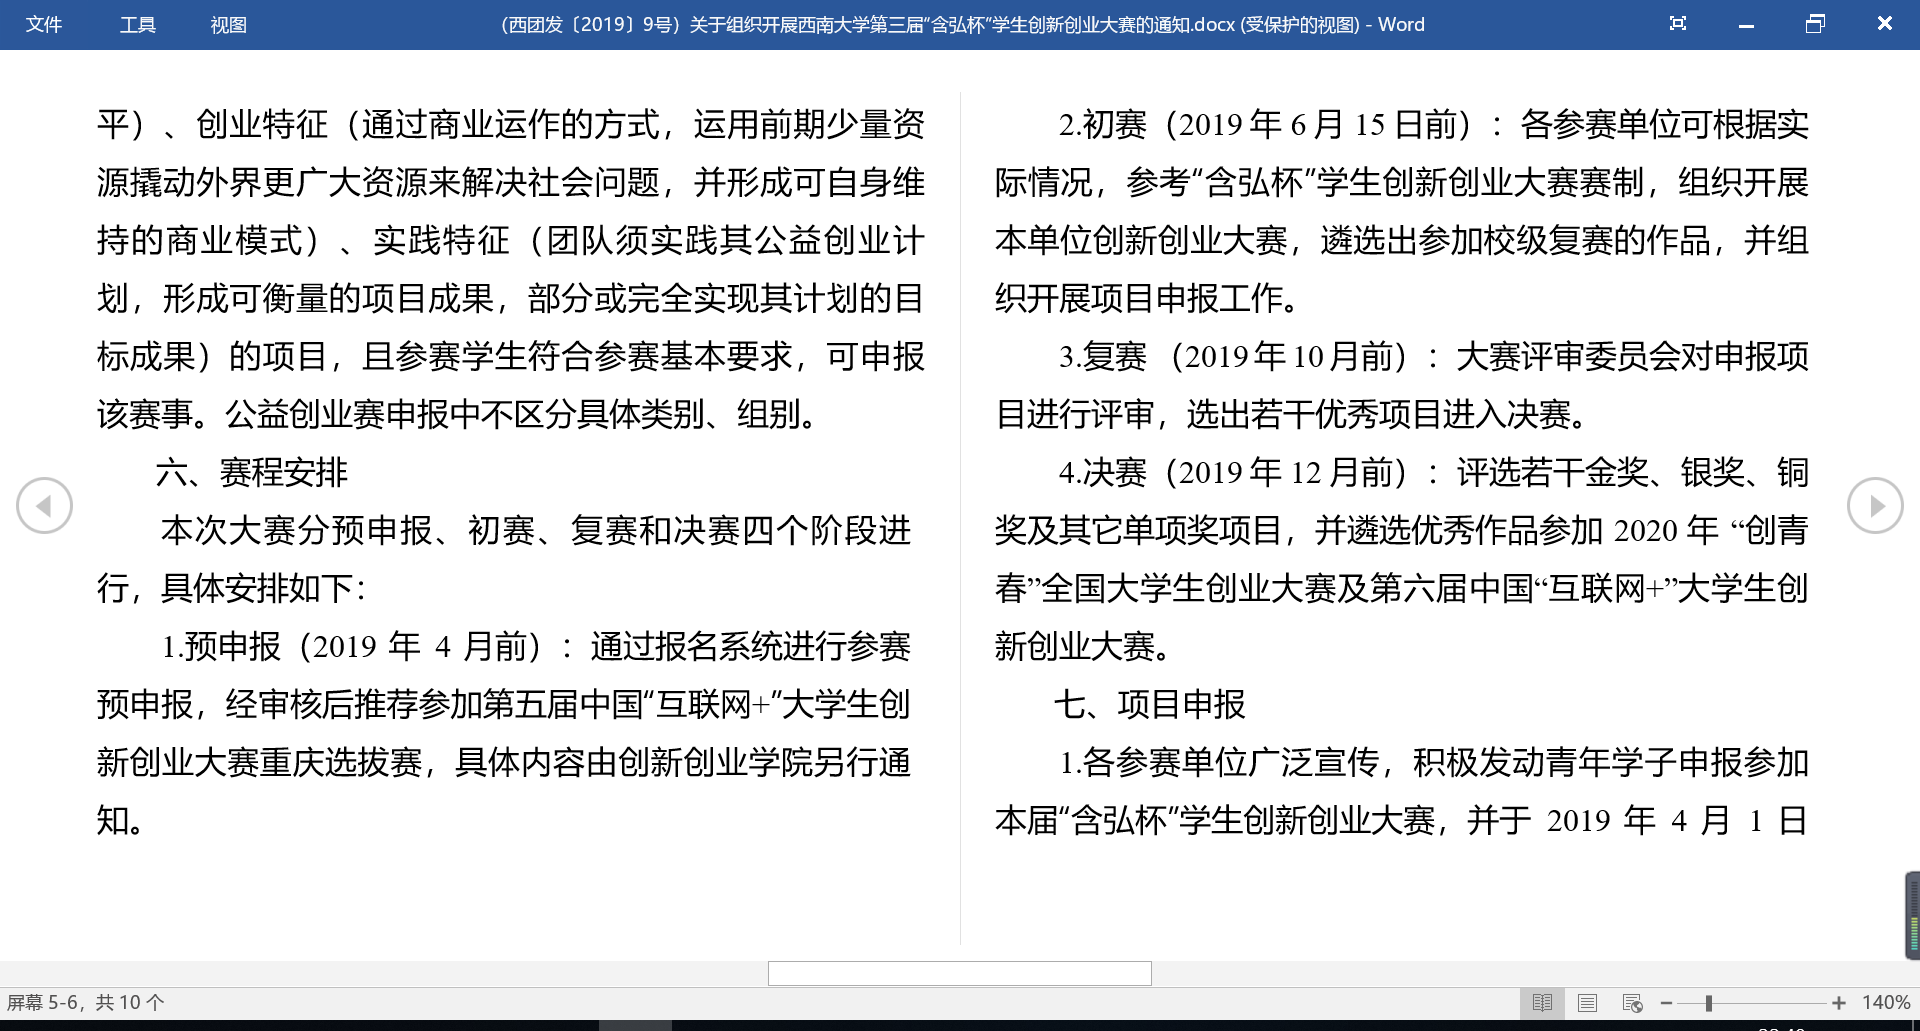 文件 工具 视图 （西团发〔2019〕9号）关于组织开展西南大学第三届“含弘杯”学生创新创业大赛的通知.docx (受保护的视图) - Word
平）、创业特征（通过商业运作的方式，运用前期少量资
源撬动外界更广大资源来解决社会问题，并形成可自身维
持的商业模式）、实践特征（团队须实践其公益创业计
划，形成可衡量的项目成果，部分或完全实现其计划的目
标成果）的项目，且参赛学生符合参赛基本要求，可申报
该赛事。公益创业赛申报中不区分具体类别、组别。
六、赛程安排
本次大赛分预申报、初赛、复赛和决赛四个阶段进
行，具体安排如下：
1.预申报（2019 年 4 月前）：通过报名系统进行参赛
预申报，经审核后推荐参加第五届中国“互联网+”大学生创
新创业大赛重庆选拔赛，具体内容由创新创业学院另行通
知。
2.初赛（2019 年 6 月 15 日前）：各参赛单位可根据实
际情况，参考“含弘杯”学生创新创业大赛赛制，组织开展
本单位创新创业大赛，遴选出参加校级复赛的作品，并组
织开展项目申报工作。
3.复赛 （2019 年 10 月前）：大赛评审委员会对申报项
目进行评审，选出若干优秀项目进入决赛。
4.决赛（2019 年 12 月前）：评选若干金奖、银奖、铜
奖及其它单项奖项目，并遴选优秀作品参加 2020 年 “创青
春”全国大学生创业大赛及第六届中国“互联网+”大学生创
新创业大赛。
七、项目申报
1.各参赛单位广泛宣传，积极发动青年学子申报参加
本届“含弘杯”学生创新创业大赛，并于 2019 年 4 月 1 日
屏幕 5-6，共 10 个 140%